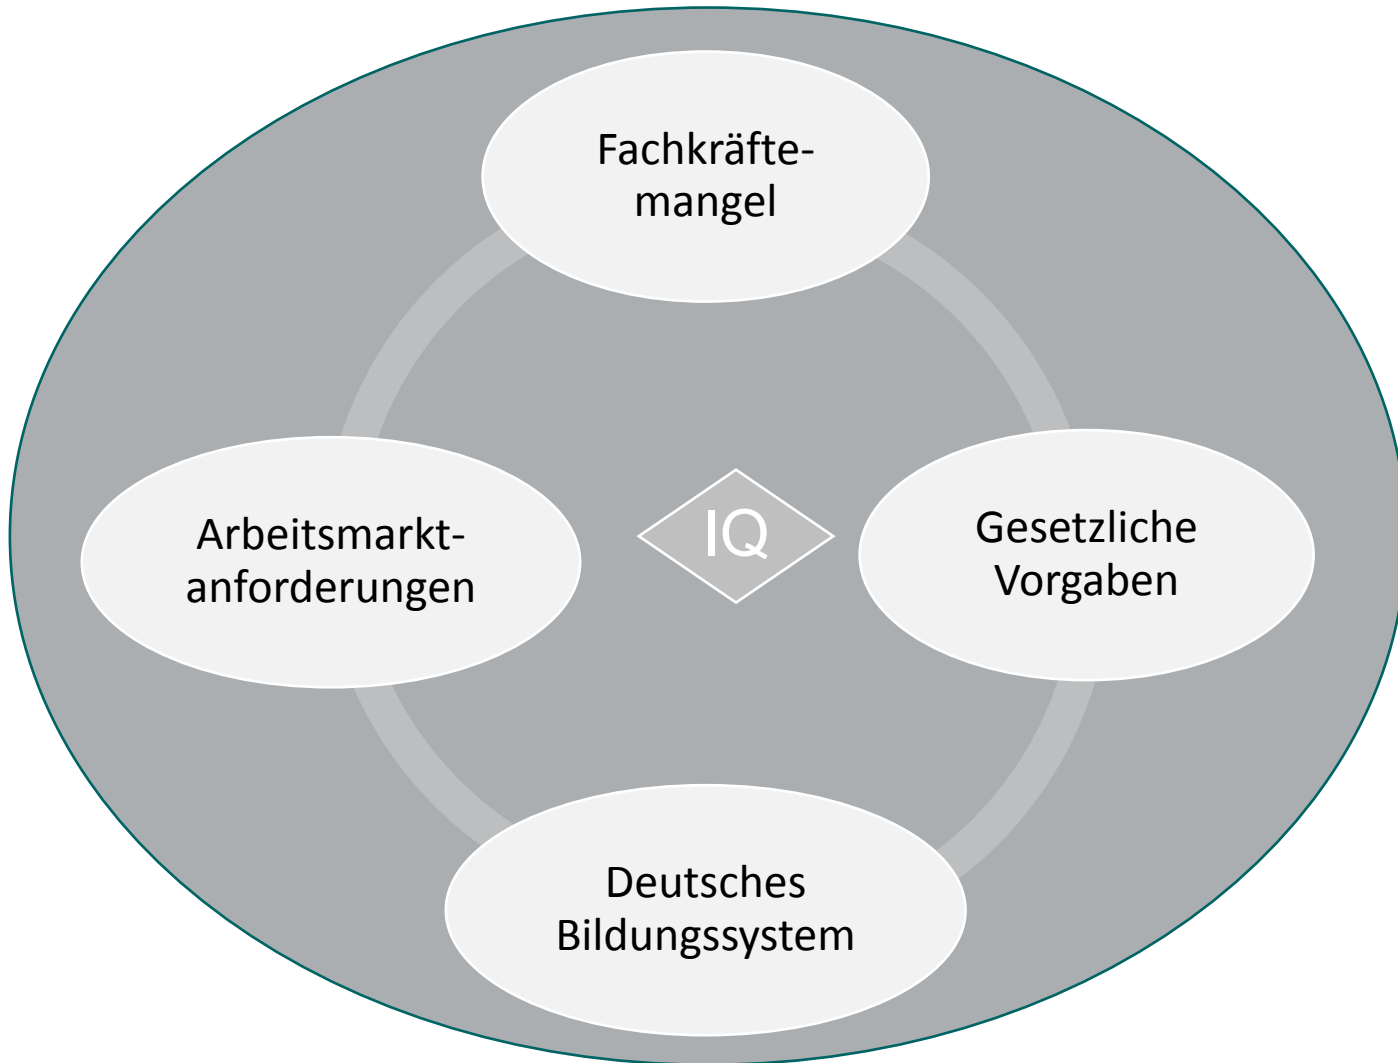 Fachkräfte-
mangel
Arbeitsmarkt-
anforderungen
IQ
Gesetzliche
Vorgaben
Deutsches
Bildungssystem